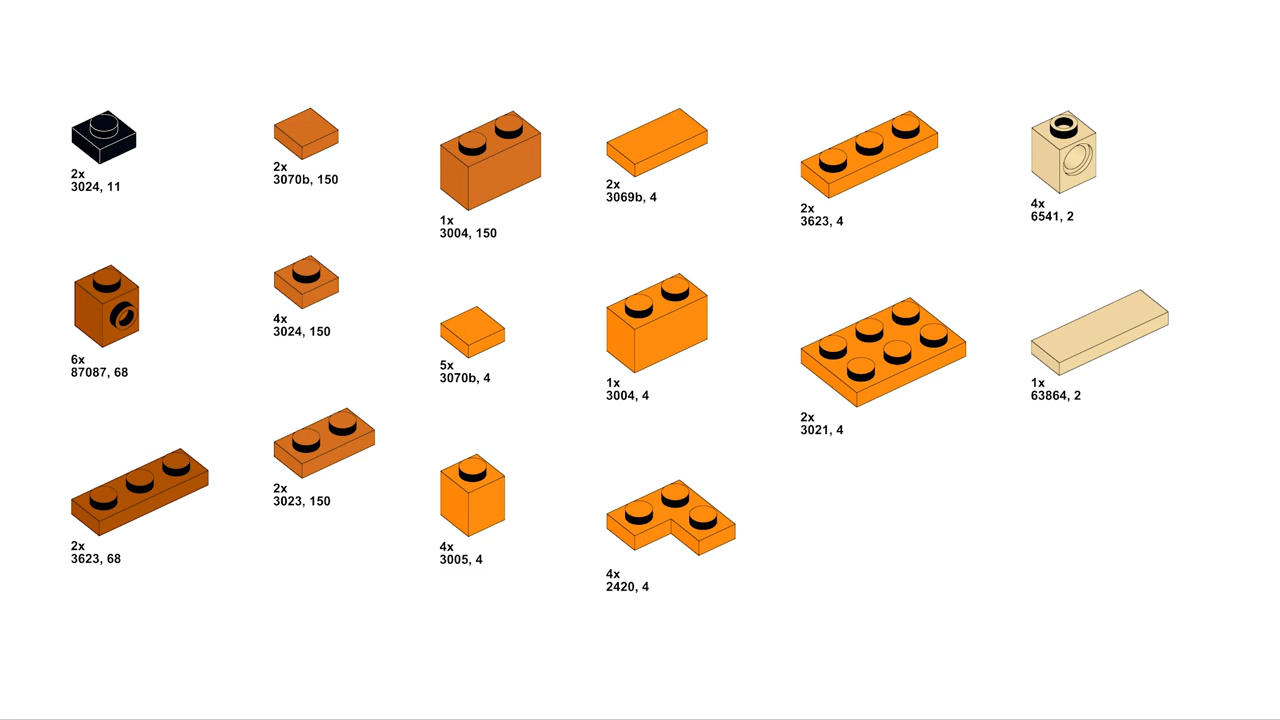 2x
3024, 11
2x
3070b, 150
1x
3004, 150
2x
3069b, 4
2x
3623, 4
4x
6541, 2
6x
87087, 68
4x
3024, 150
5x
3070b, 4
1x
3004, 4
2x
3021, 4
1x
63864, 2
2x
3623, 68
2x
3023, 150
4x
3005, 4
4x
2420, 4